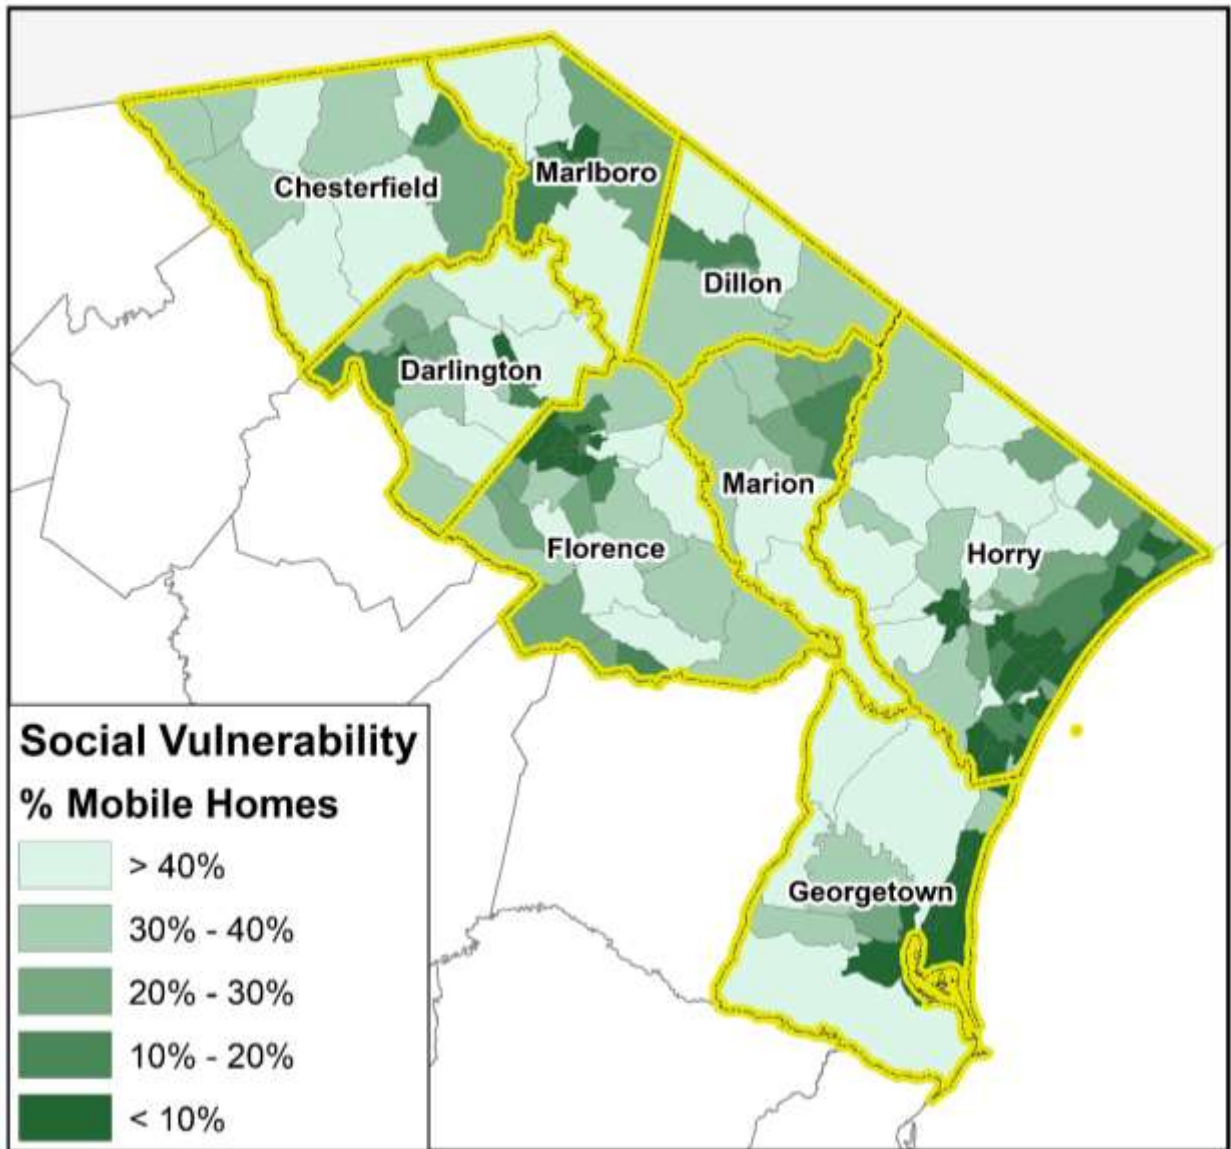 Marlboro
Chesterfield
Dillon
Darlington
Marion
Florence
Horry
Georgetown
Social Vulnerability
% Mobile Homes
> 40%
30% - 40%
20% - 30%
10% - 20%
< 10%